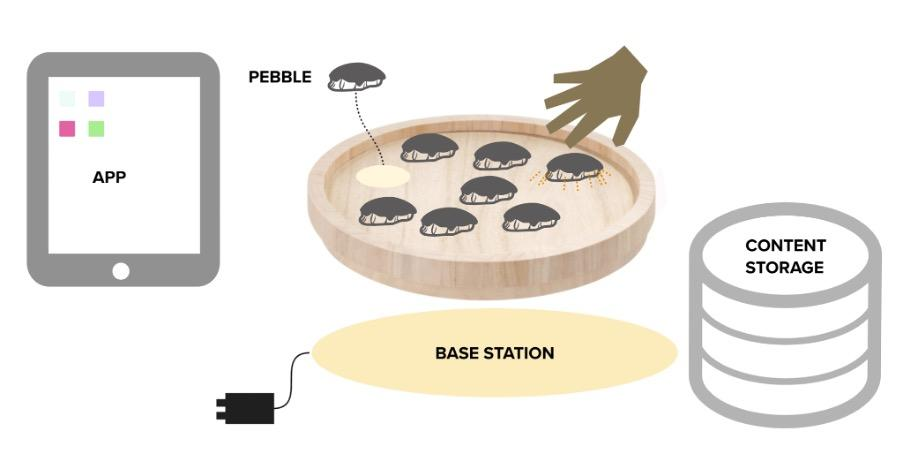 PEBBLE
APP
CONTENT
STORAGE
BASE STATION